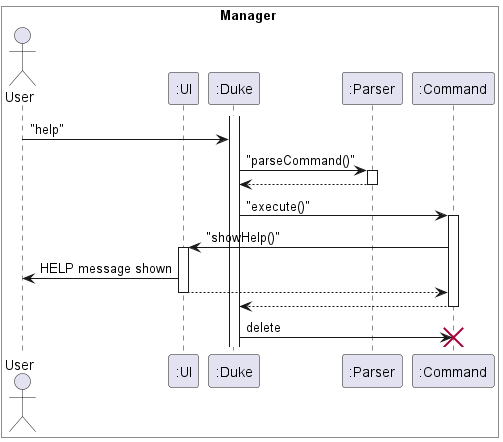 Manager
User
:UI
:Duke
:Parser
:Command
"help"
"parseCommand()"
"execute()"
"showHelp()"
HELP message shown
delete
User
:UI
:Duke
:Parser
:Command